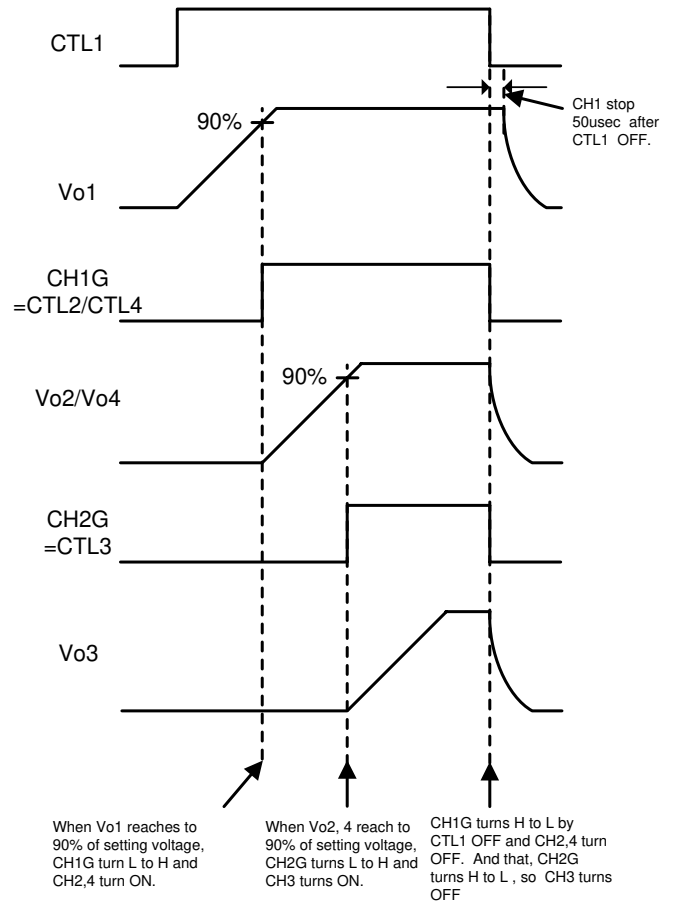 CTL1
CH1 stop
50usec after
CTL1 OFF.
90%
Vo1
CH1G
=CTL2/CTL4
90%
Vo2/Vo4
CH2G
=CTL3
Vo3
When Vo1 reaches to
90% of setting voltage,
CH1G turn L to H and
CH2,4 turn ON.
When Vo2, 4 reach to
90% of setting voltage,
CH2G turns L to H and
CH3 turns ON.
CH1G turns H to L by
CTL1 OFF and CH2,4 turn
OFF. And that, CH2G
turns H to L , so CH3 turns
OFF